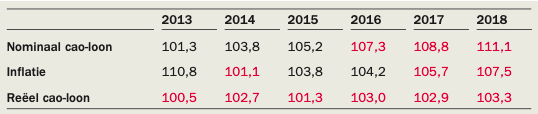 2013 2014 2015 2016 2017 2018
Nominaal cao-loon 101,3 103,8 105,2 107,3 108,8 111,1
Inflatie 110,8 101,1 103,8 104,2 105,7 107,5
Reëel cao-loon 100,5 102,7 101,3 103,0 102,9 103,3